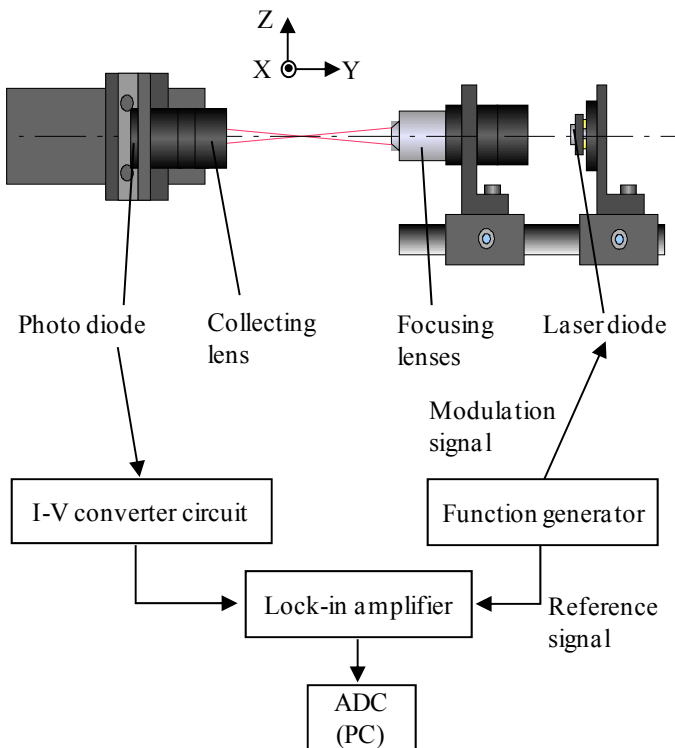 Z
X
Y
Photo diode
Collecting
lens
Focusing
lenses
Laser diode
Modulation
signal
I-V converter circuit
Function generator
Lock-in amplifier
Reference
signal
ADC
(PC)